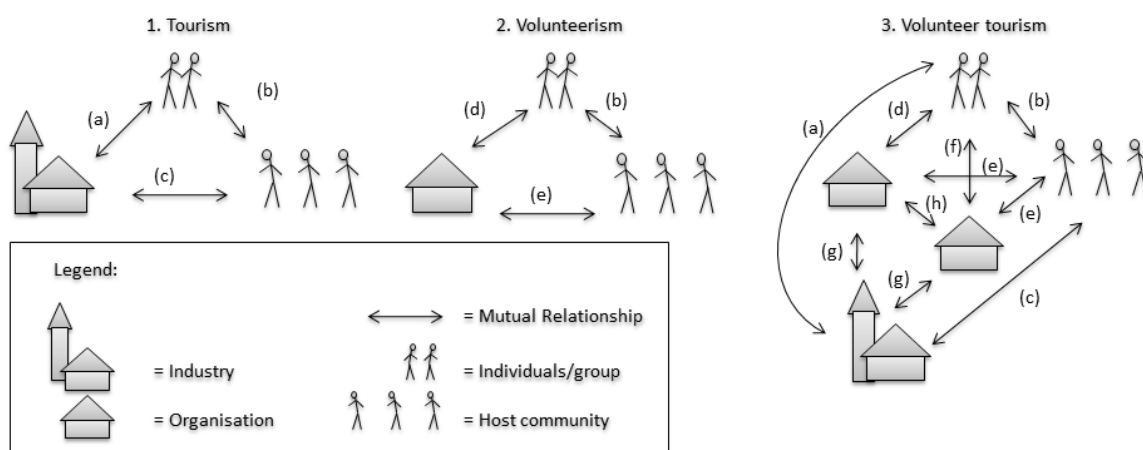 1. Tourism
(a)
(b)
(c)
2. Volunteerism
(d)
(b)
(e)
3. Volunteer tourism
(a)
(d)
(b)
(f)
(e)
(h)
(e)
(g)
(g)
(c)
Legend:
= Industry
= Organisation
= Mutual Relationship
= Individuals/group
= Host community